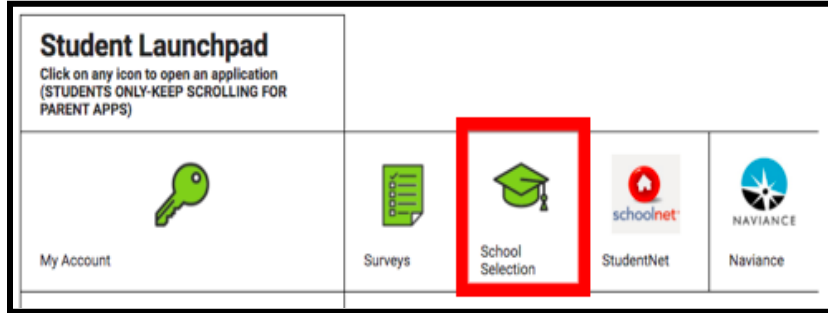 Student Launchpad
Click on any icon to open an application
(STUDENTS ONLY-KEEP SCROLLING FOR
PARENT APPS)
My Account
Surveys
School
Selection
schoolnet
StudentNet
NAVIANCE
Naviance